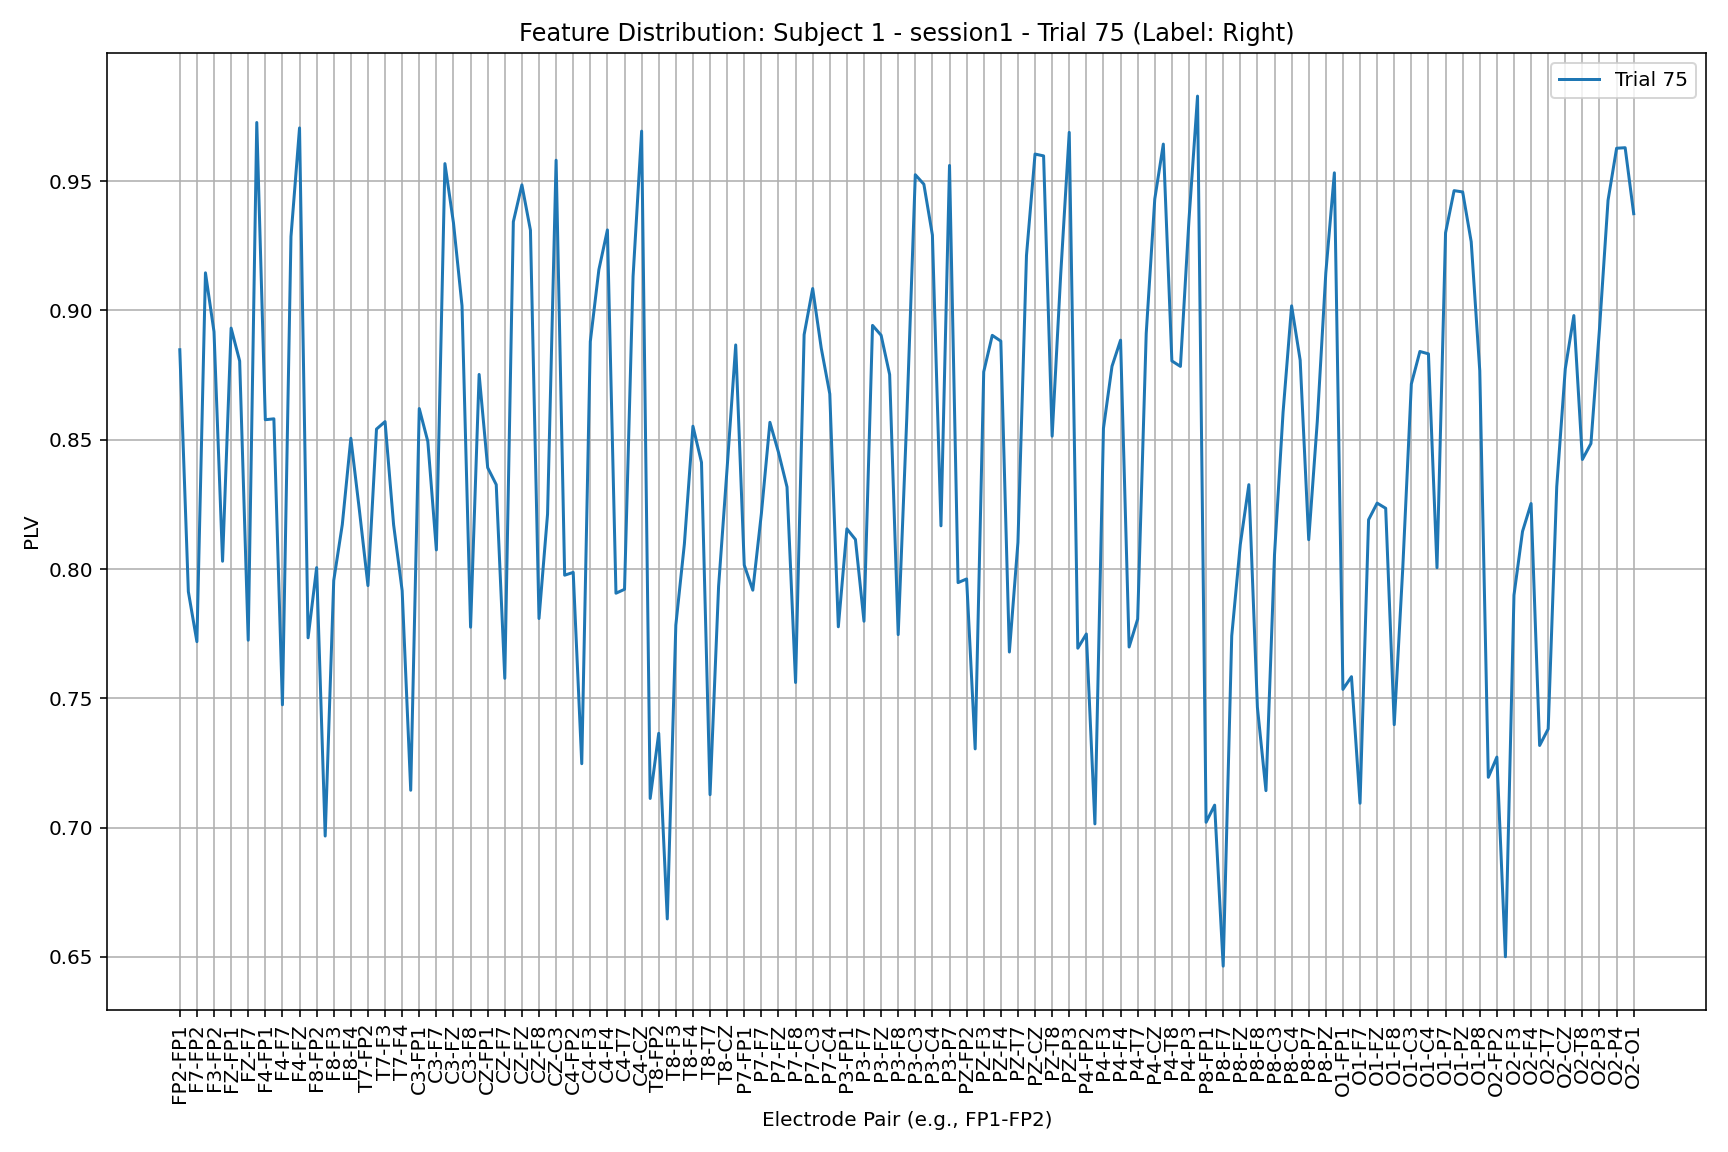 Feature Distribution: Subject 1 - session1 - Trial 75 (Label: Right)
Trial 75
PLV
0.95
0.90
0.85
0.80
0.75
0.70
0.65
FP2-FP1
F7-FP2
F3-FP2
FZ-FP1
FZ-F7
F4-FP1
F4-F7
F4-FZ
F8-FP2
F8-F3
F8-F4
T7-FP2
T7-F3
T7-F4
C3-FP1
C3-F7
C3-FZ
C3-F8
CZ-FP1
CZ-F7
CZ-FZ
CZ-F8
CZ-C3
C4-FP2
C4-F3
C4-F4
C4-T7
C4-CZ
T8-FP2
T8-F3
T8-F4
T8-T7
T8-CZ
P7-FP1
P7-F7
P7-FZ
P7-F8
P7-C3
P7-C4
P3-FP1
P3-F7
P3-FZ
P3-F8
P3-C3
P3-C4
P3-P7
PZ-FP2
PZ-F3
PZ-F4
PZ-T7
PZ-CZ
PZ-T8
PZ-P3
P4-FP2
P4-F3
P4-F4
P4-T7
P4-CZ
P4-T8
P4-P3
P8-FP1
P8-F7
P8-FZ
P8-F8
P8-C3
P8-C4
P8-P7
P8-PZ
O1-FP1
O1-F7
O1-FZ
O1-F8
O1-C3
O1-C4
O1-P7
O1-PZ
O1-P8
O2-FP2
O2-F3
O2-F4
O2-T7
O2-CZ
O2-T8
O2-P3
O2-P4
O2-O1
Electrode Pair (e.g., FP1-FP2)